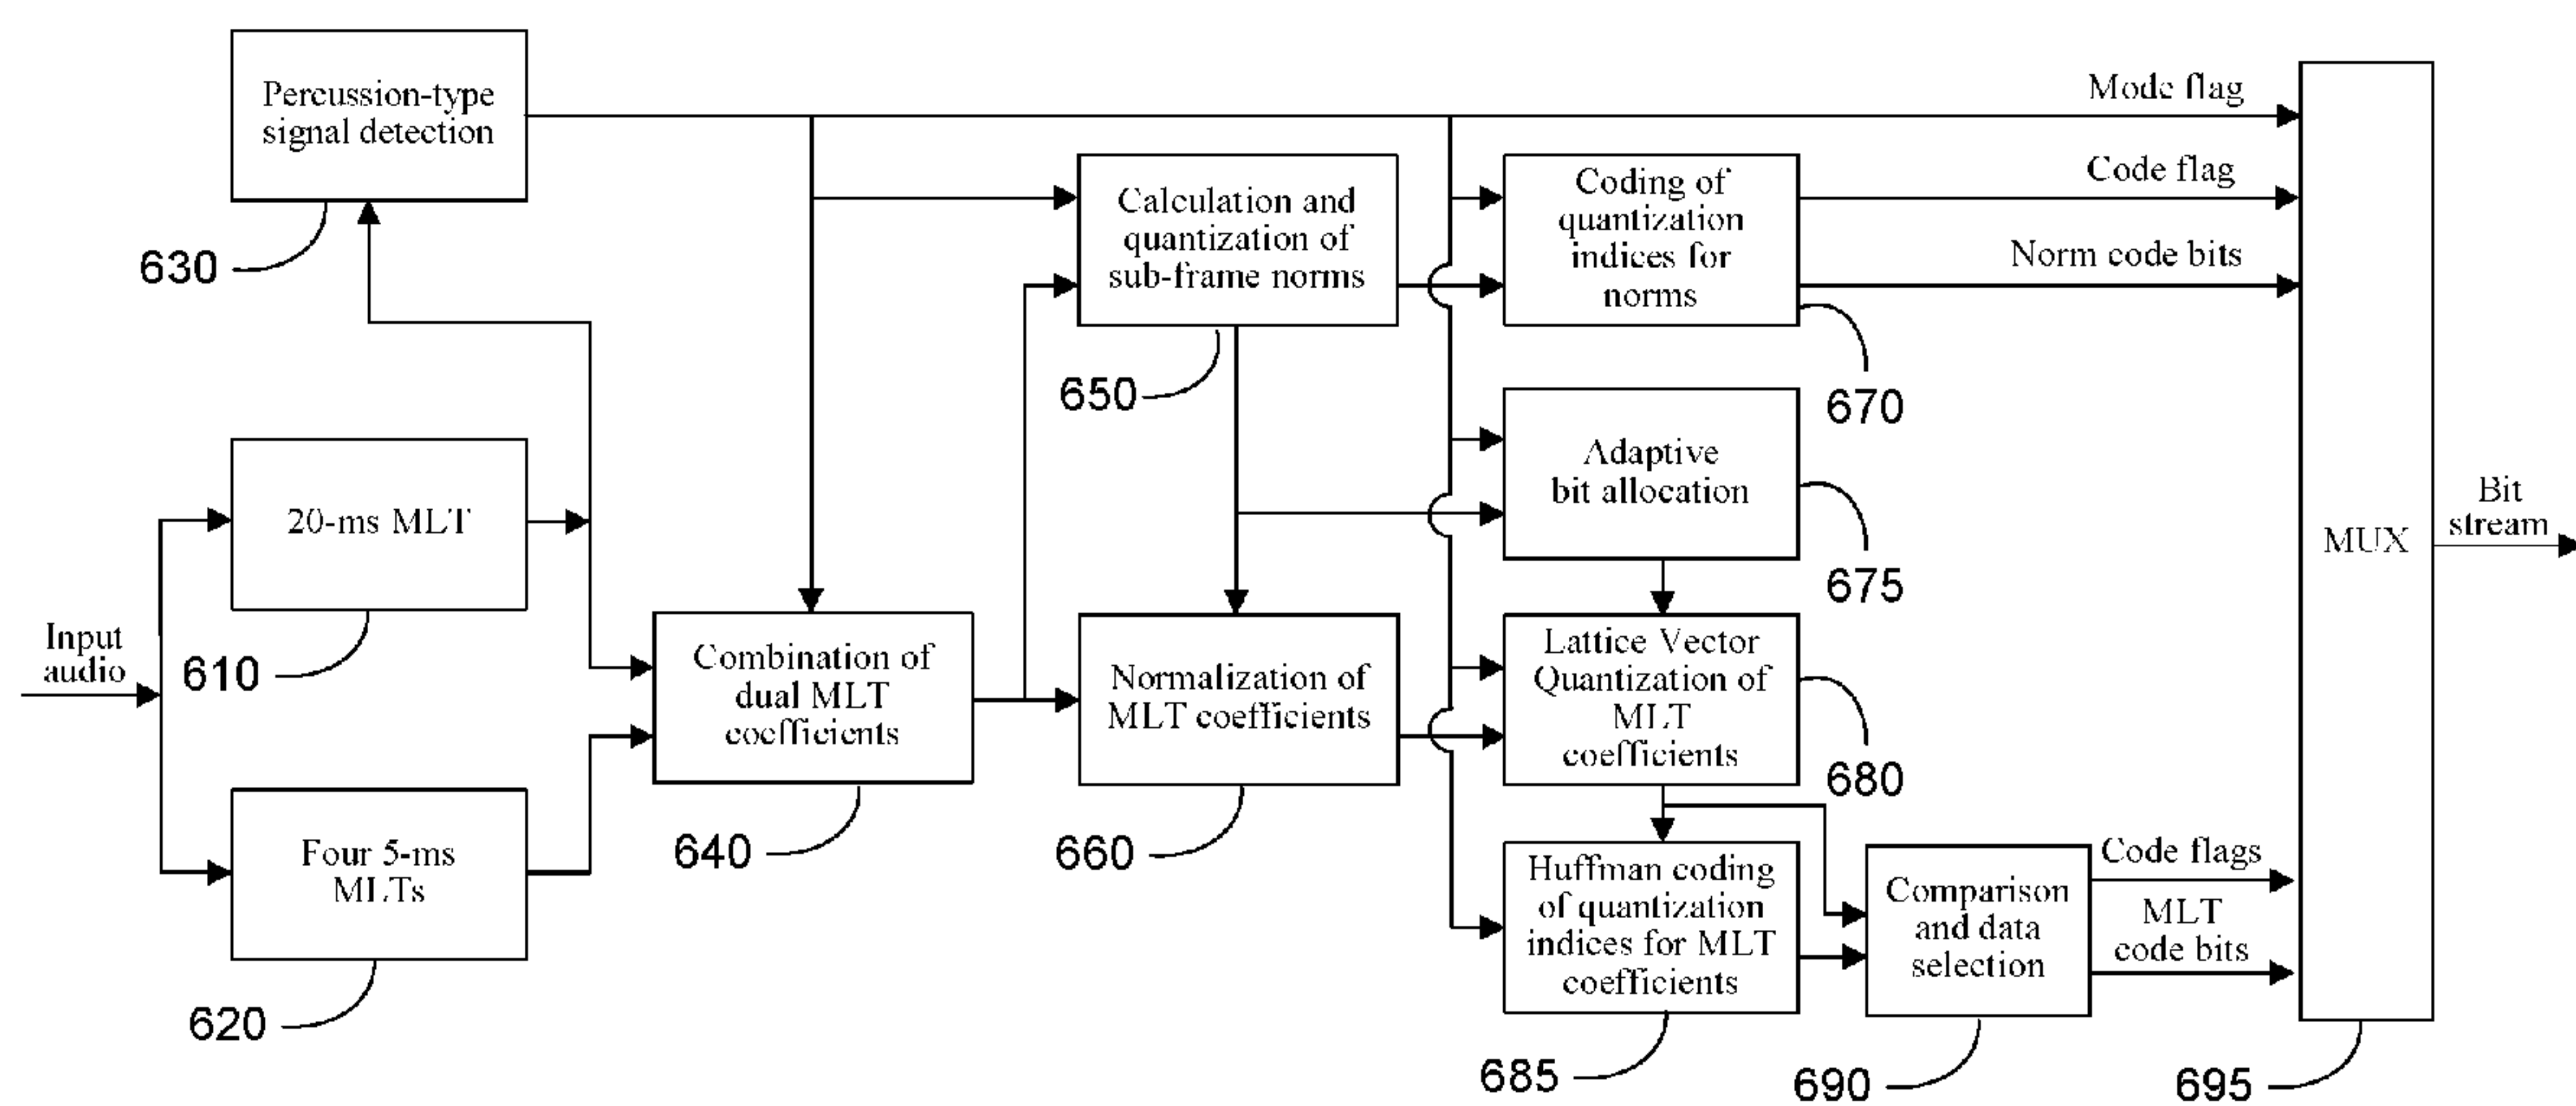 Percussion-type
signal detection
630
Mode flag
Calculation and
quantization of
sub-frame norms
650
Coding of
quantization
indices for
norms
670
Code flag
Norm code bits
20-ms MLT
610
Input
audio
Four 5-ms
MLTs
620
Combination of
dual MLT
coefficients
640
Normalization of
MLT coefficients
660
Adaptive
bit allocation
675
Lattice Vector
Quantization of
MLT
coefficients
680
Huffman coding
of quantization
indices for MLT
coefficients
685
Comparison
and data
selection
690
Code flags
MLT
code bits
MUX
695
Bit
stream